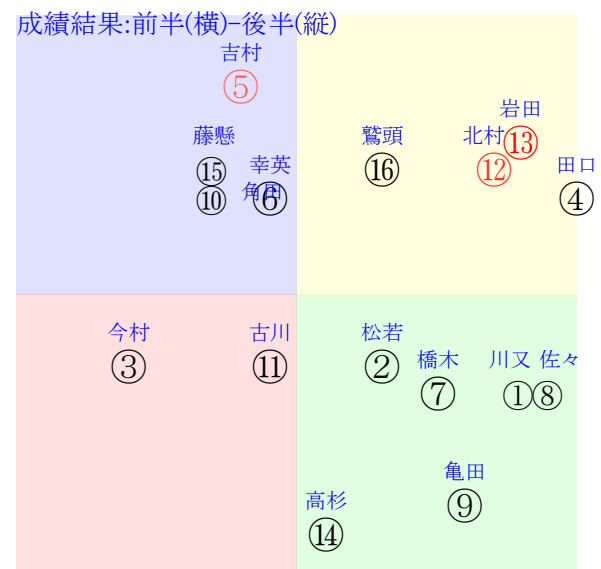 成績結果:前半(横)-後半(縦)
吉村
⑤
岩田
藤懸 鷲頭 北村 ⑬
幸英 田口
⑮ ⑯ ⑫
⑩ 角田 ⑥ ④
今村 古川 松若
橋木 川又 佐々
③ ⑪ ②
⑦ ① ⑧
亀田
高杉 ⑨
⑭